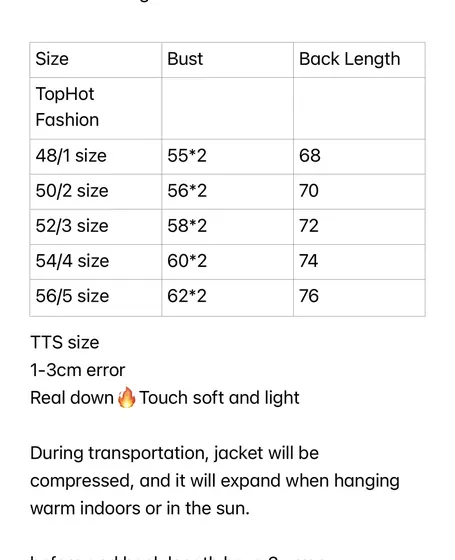 Size Bust Back Length
TopHot
Fashion
48/1 size 55*2 68
50/2 size 56*2 70
52/3 size 58*2 72
54/4 size 60*2 74
56/5 size 62*2 76
TTS size
1-3cm error
Real down🔥Touch soft and light
During transportation, jacket will be
compressed, and it will expand when hanging
warm indoors or in the sun.